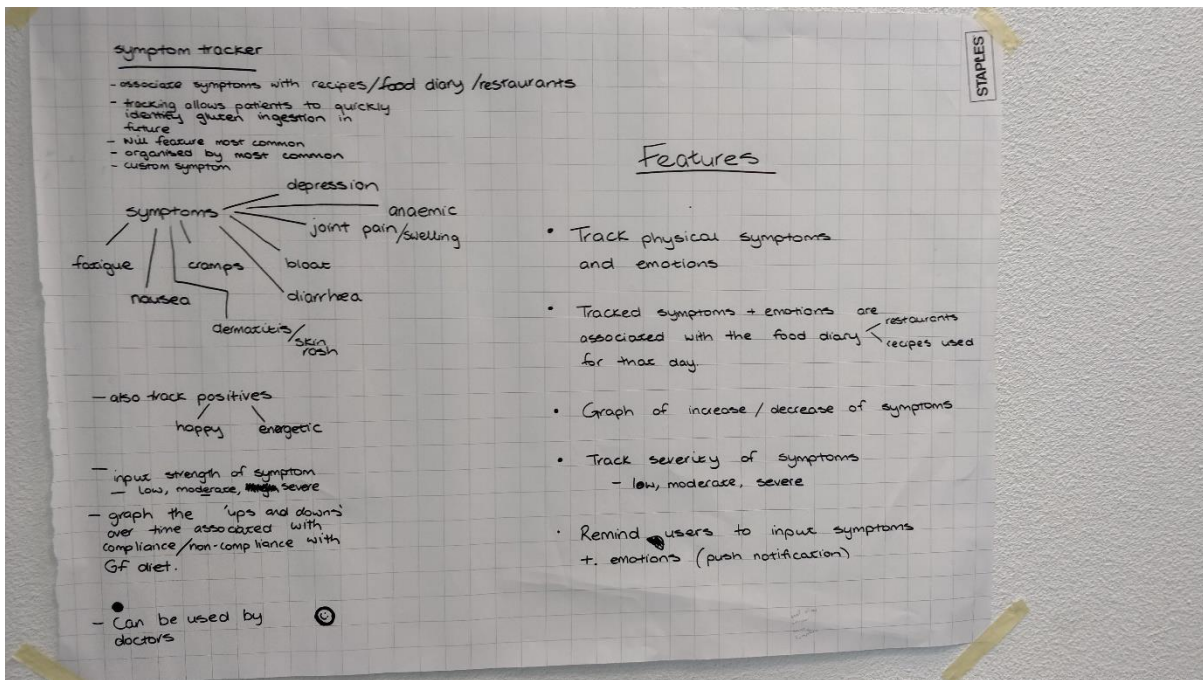 symptom tracker
- associate symptoms with recipes/food diary/restaurants
- tracking allows patients to quickly
identify gluten ingestion in
future
- will feature most common
- organised by most common
- custom symptom
depression
symptoms
anaemic
joint pain/swelling
fatigue
cramps
bloat
nausea
diarrhea
dermatitis/
skin
rash
- also track positives
happy
energetic
- input strength of symptom
- low, moderate, severe
- graph the 'ups and downs'
over time associated with
compliance/non-compliance with
GF diet.
- Can be used by
doctors
STAPLES
Features
• Track physical symptoms
and emotions
• Tracked symptoms + emotions are
associated with the food diary
restaurants
recipes used
for that day.
• Graph of increase/decrease of symptoms
• Track severity of symptoms
- low, moderate, severe
• Remind users to input symptoms
+. emotions (push notification)